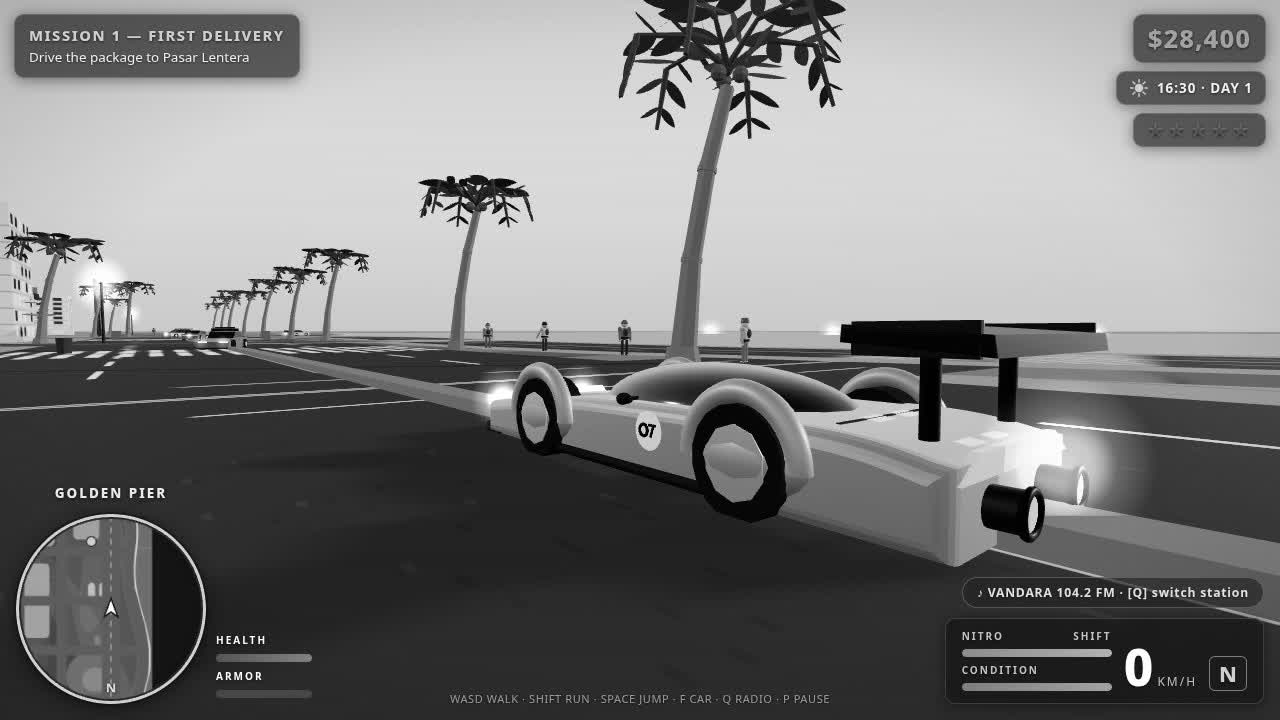 MISSION 1 — FIRST DELIVERY
Drive the package to Pasar Lentera
$28,400
16:30 · DAY 1
07
GOLDEN PIER
N
HEALTH
ARMOR
♪ VANDARA 104.2 FM · [Q] switch station
NITRO SHIFT
CONDITION
0 KM/H N
WASD WALK · SHIFT RUN · SPACE JUMP · F CAR · Q RADIO · P PAUSE